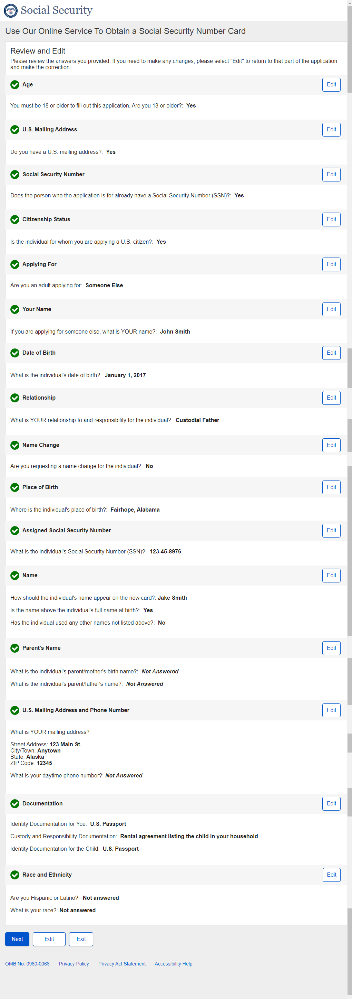 Social Security
Use Our Online Service To Obtain a Social Security Number Card
Review and Edit
Please review the answers you provided. If you need to make any changes, please select "Edit" to return to that part of the application
and make the correction.
Age Edit
You must be 18 or older to fill out this application. Are you 18 or older?: Yes
U.S. Mailing Address Edit
Do you have a U.S. mailing address?: Yes
Social Security Number Edit
Does the person who the application is for already have a Social Security Number (SSN)?: Yes
Citizenship Status Edit
Is the individual for whom you are applying a U.S. citizen?: Yes
Applying For Edit
Are you an adult applying for: Someone Else
Your Name Edit
If you are applying for someone else, what is YOUR name?: John Smith
Date of Birth Edit
What is the individual's date of birth?: January 1, 2017
Relationship Edit
What is YOUR relationship to and responsibility for the individual?: Custodial Father
Name Change Edit
Are you requesting a name change for the individual?: No
Place of Birth Edit
Where is the individual's place of birth?: Fairhope, Alabama
Assigned Social Security Number Edit
What is the individual's Social Security Number (SSN)?: 123-45-8976
Name Edit
How should the individual's name appear on the new card?: Jake Smith
Is the name above the individual's full name at birth?: Yes
Has the individual used any other names not listed above?: No
Parent's Name Edit
What is the individual's parent/mother's birth name?: Not Answered
What is the individual's parent/father's name?: Not Answered
U.S. Mailing Address and Phone Number Edit
What is YOUR mailing address?
Street Address: 123 Main St.
City/Town: Anytown
State: Alaska
ZIP Code: 12345
What is your daytime phone number?: Not Answered
Documentation Edit
Identity Documentation for You: U.S. Passport
Custody and Responsibility Documentation: Rental agreement listing the child in your household
Identity Documentation for the Child: U.S. Passport
Race and Ethnicity Edit
Are you Hispanic or Latino?: Not answered
What is your race?: Not answered
Next Edit Exit
OMB No. 0960-0066 Privacy Policy Privacy Act Statement Accessibility Help